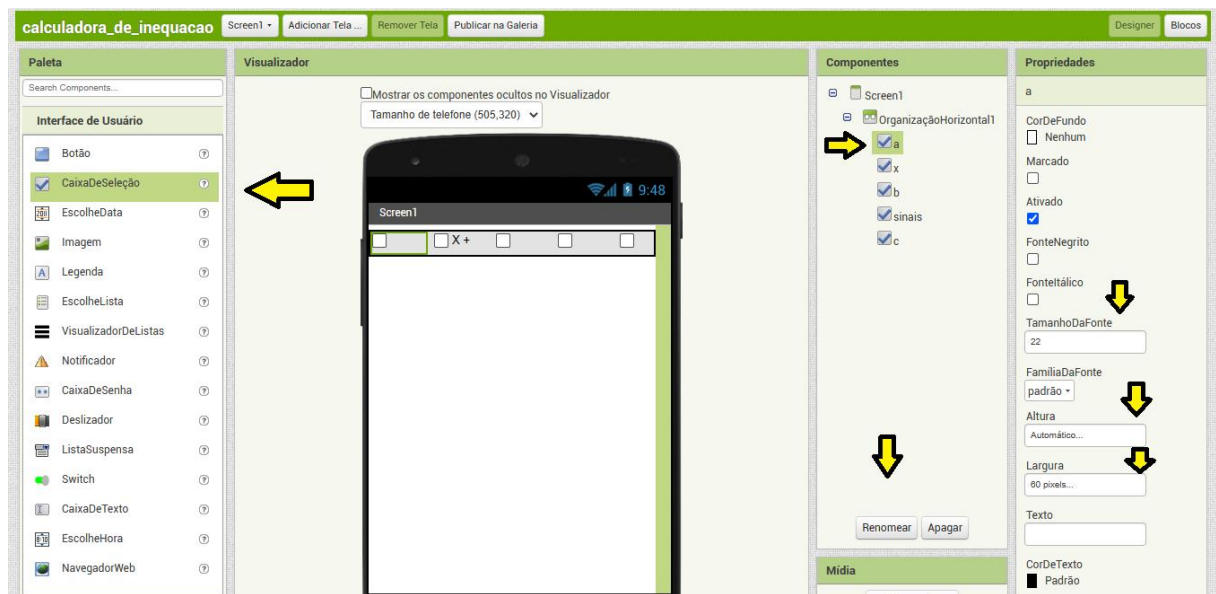 calculadora_de_inequacao Screen1 Adicionar Tela ... Remover Tela Publicar na Galeria Designer Blocos
Paleta
Search Components...
Interface de Usuário
Botão
CaixaDeSeleção
EscolheData
Imagem
Legenda
EscolheLista
VisualizadorDeListas
Notificador
CaixaDeSenha
Deslizador
ListaSuspensa
Switch
CaixaDeTexto
EscolheHora
NavegadorWeb
Visualizador
Mostrar os componentes ocultos no Visualizador
Tamanho de telefone (505,320)
9:48
Screen1
X +
Componentes
Screen1
OrganizaçãoHorizontal1
a
x
b
sinais
c
Renomear Apagar
Mídia
Propriedades
a
CorDeFundo
Nenhum
Marcado
Ativado
FonteNegrito
FonteItálico
TamanhoDaFonte
22
FamíliaDaFonte
padrão
Altura
Automático...
Largura
60 pixels...
Texto
CorDeTexto
Padrão